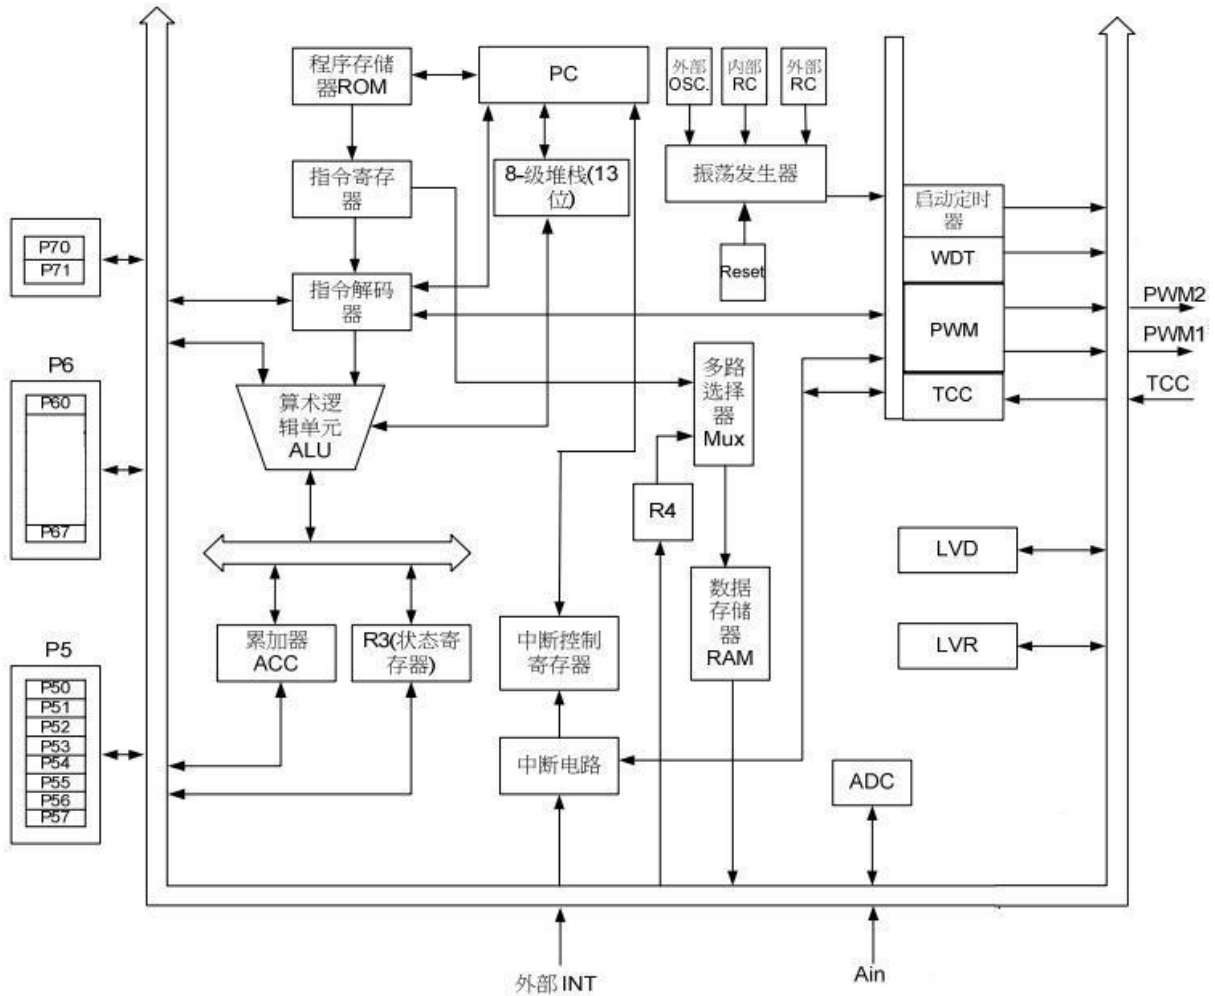 程序存储
器ROM
PC
外部
OSC.
内部
RC
外部
RC
指令寄存
器
8-级堆栈(13
位)
振荡发生器
启动定时
器
P70
P71
WDT
Reset
指令解码
器
PWM2
PWM
PWM1
P6
P60
P67
多路
选择
器
Mux
TCC
TCC
算术逻
辑单元
ALU
R4
LVD
数据
存储
器
RAM
累加器
ACC
R3(状态寄
存器)
中断控制
寄存器
LVR
P5
P50
P51
P52
P53
P54
P55
P56
P57
中断电路
ADC
外部 INT
Ain